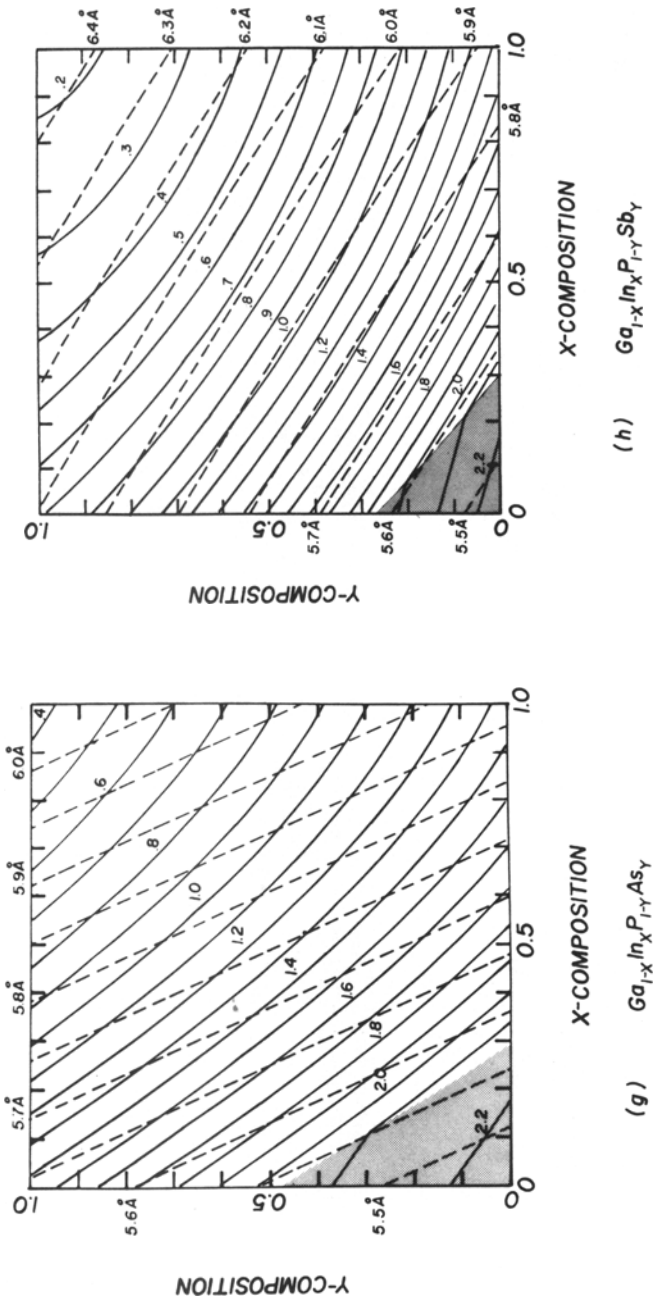 6.4Å
6.3Å
6.2Å
6.1Å
6.0Å
5.9Å
1.0
.2
.3
.4
.5
.6
.7
.8
.9
1.0
1.2
1.4
1.6
1.8
2.0
2.2
5.8Å
1.0
0.5
0
5.7Å
5.6Å
5.5Å
0
0.5
1.0
Y-COMPOSITION
X-COMPOSITION
(h) Ga1-XInXP1-YSbY
6.0Å
5.9Å
5.8Å
5.7Å
1.0
.4
.6
.8
1.0
1.2
1.4
1.6
1.8
2.0
2.2
1.0
0.5
0
5.6Å
5.5Å
0
0.5
1.0
Y-COMPOSITION
X-COMPOSITION
(g) Ga1-XInXP1-YAsY